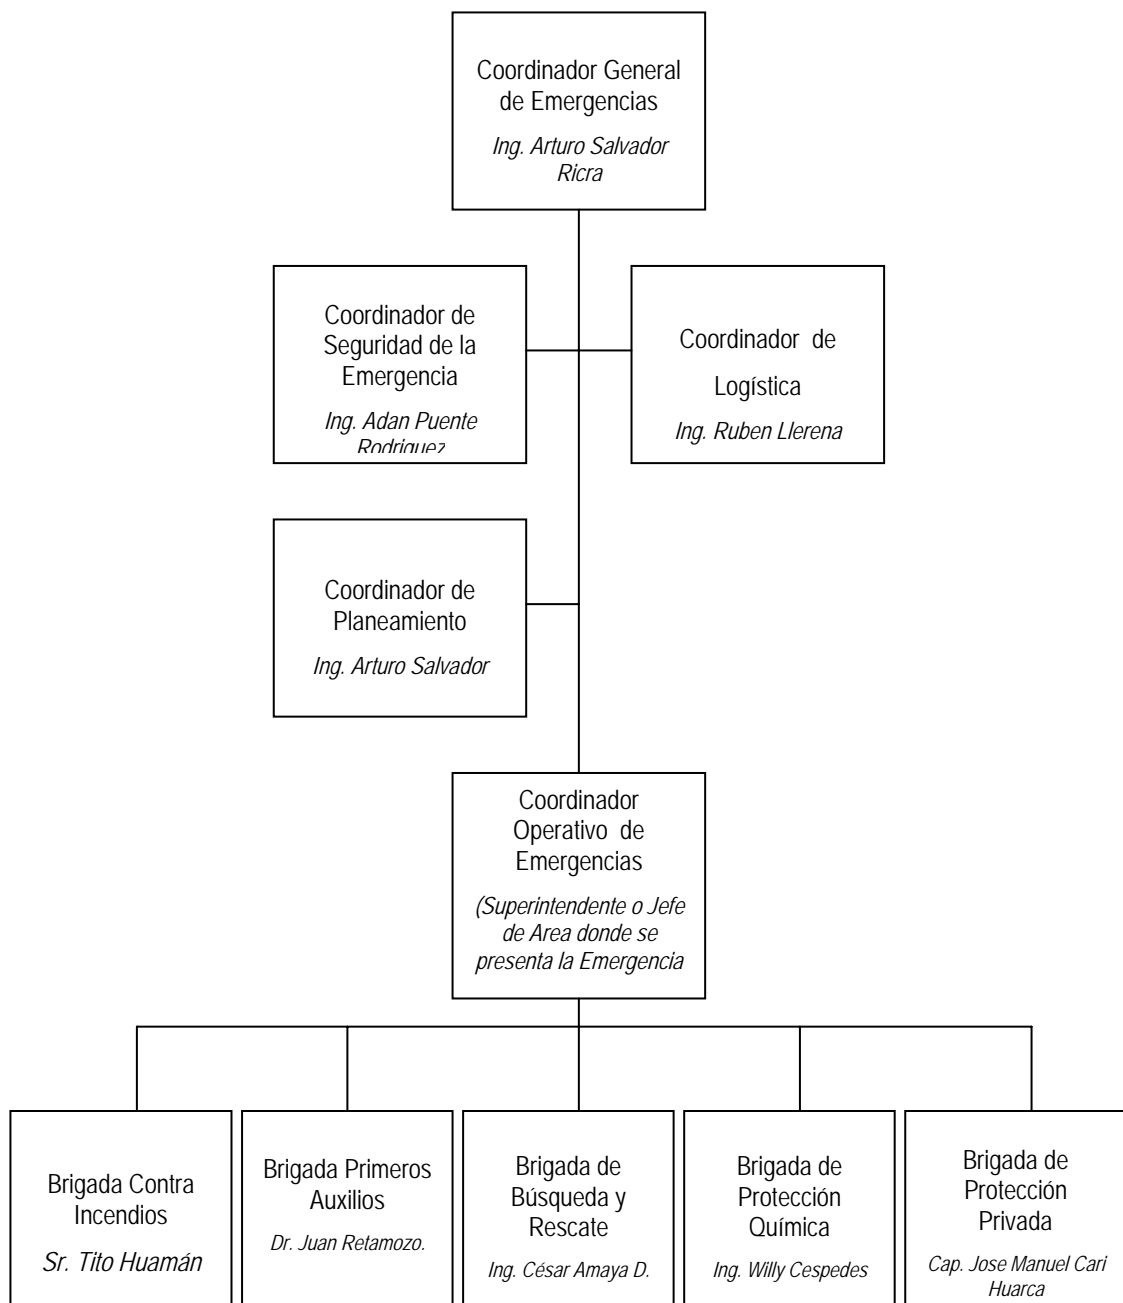 Coordinador General
de Emergencias
Ing. Arturo Salvador
Ricra
Coordinador de
Seguridad de la
Emergencia
Ing. Adan Puente
Rodriguez
Coordinador de
Logística
Ing. Ruben Llerena
Coordinador de
Planeamiento
Ing. Arturo Salvador
Coordinador
Operativo de
Emergencias
(Superintendente o Jefe
de Area donde se
presenta la Emergencia
Brigada Contra
Incendios
Sr. Tito Huamán
Brigada Primeros
Auxilios
Dr. Juan Retamozo.
Brigada de
Búsqueda y
Rescate
Ing. César Amaya D.
Brigada de
Protección
Química
Ing. Willy Cespedes
Brigada de
Protección
Privada
Cap. Jose Manuel Cari
Huarca